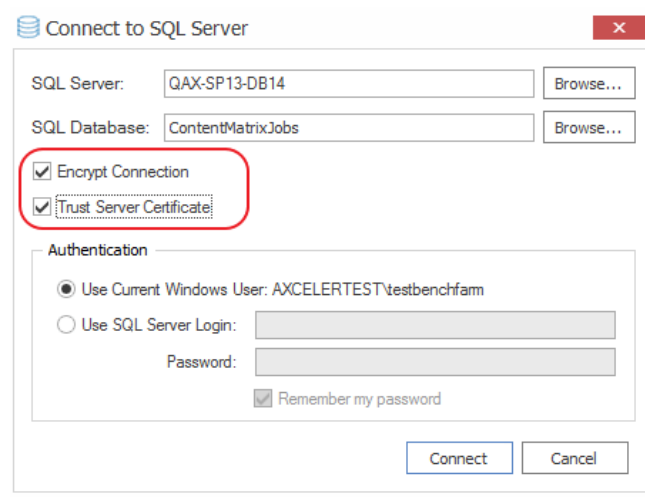 Connect to SQL Server
SQL Server: QAX-SP13-DB14 Browse...
SQL Database: ContentMatrixJobs Browse...
Encrypt Connection
Trust Server Certificate
Authentication
Use Current Windows User: AXCELERTEST\testbenchfarm
Use SQL Server Login:
Password:
Remember my password
Connect Cancel